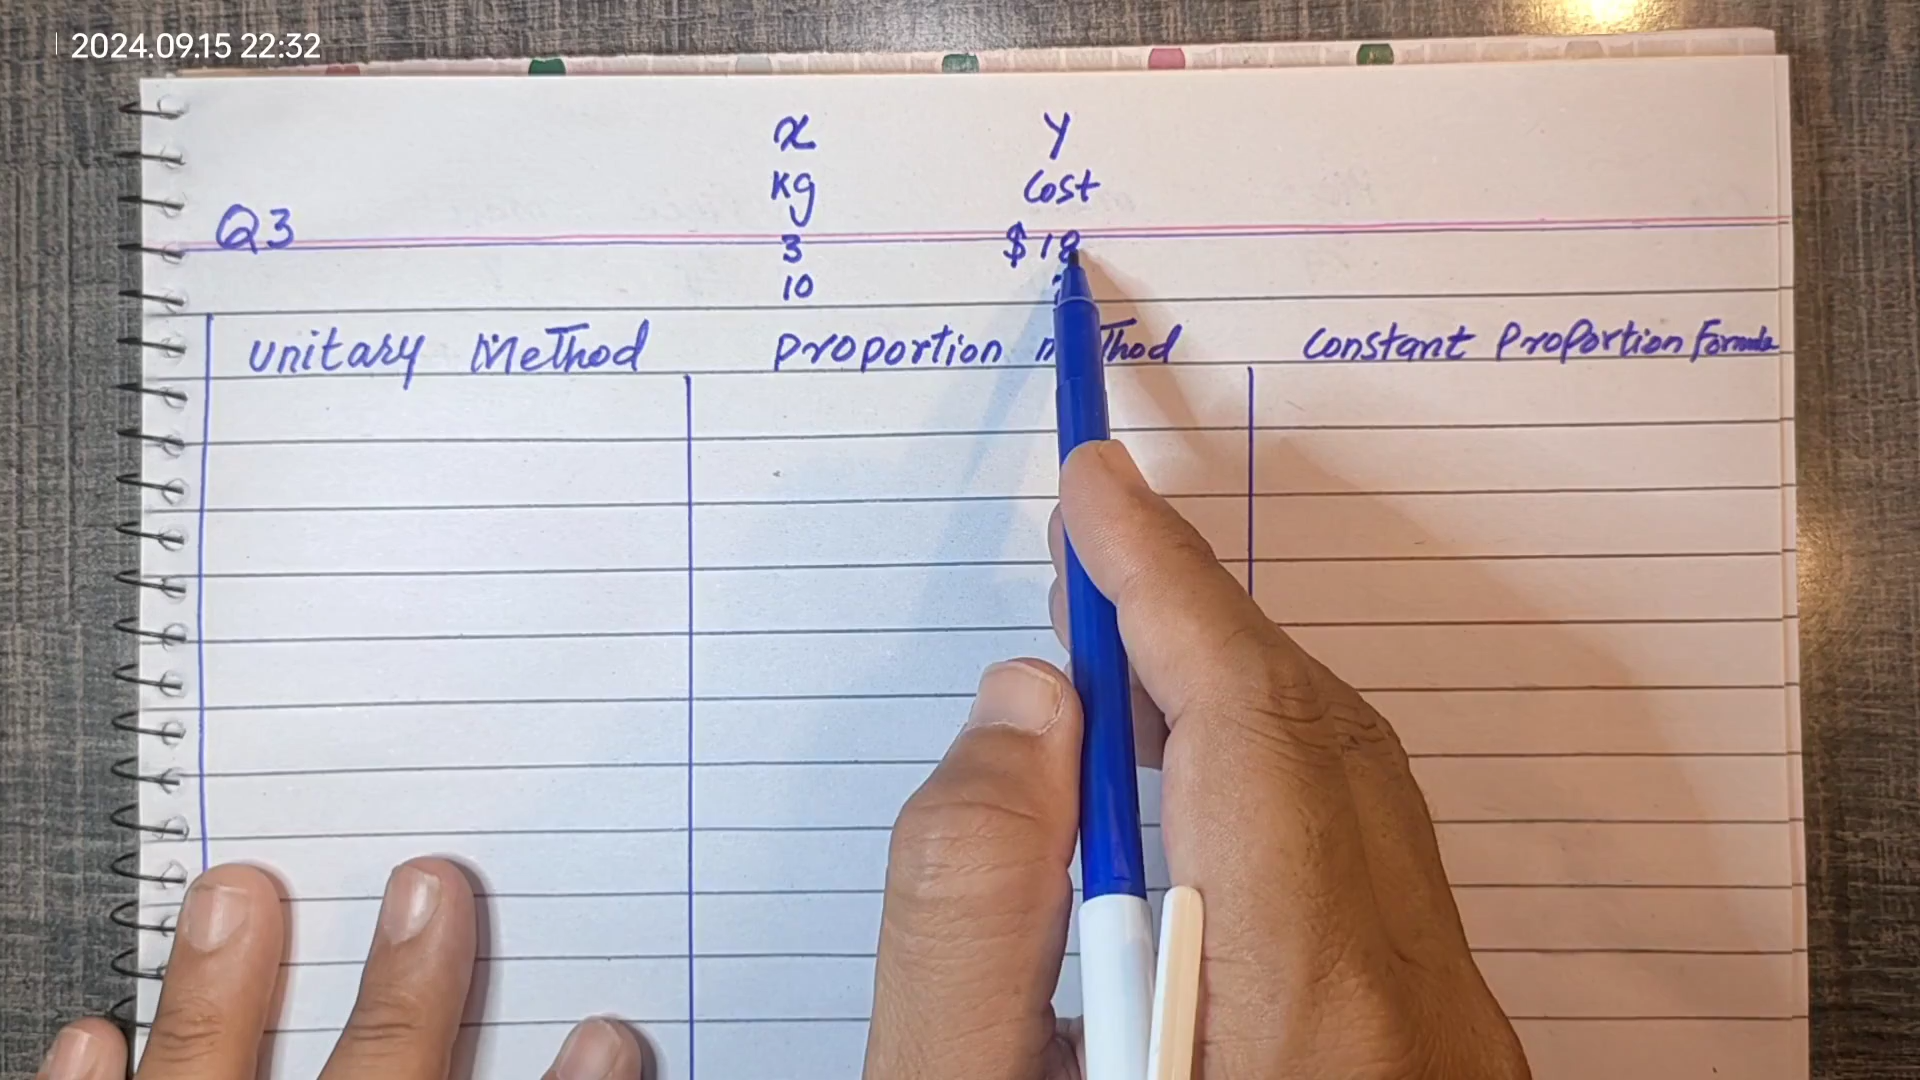 2024.09.15 22:32
x y
Kg Cost
Q3
3 $18
10
Unitary Method Proportion Constant Proportion Formula